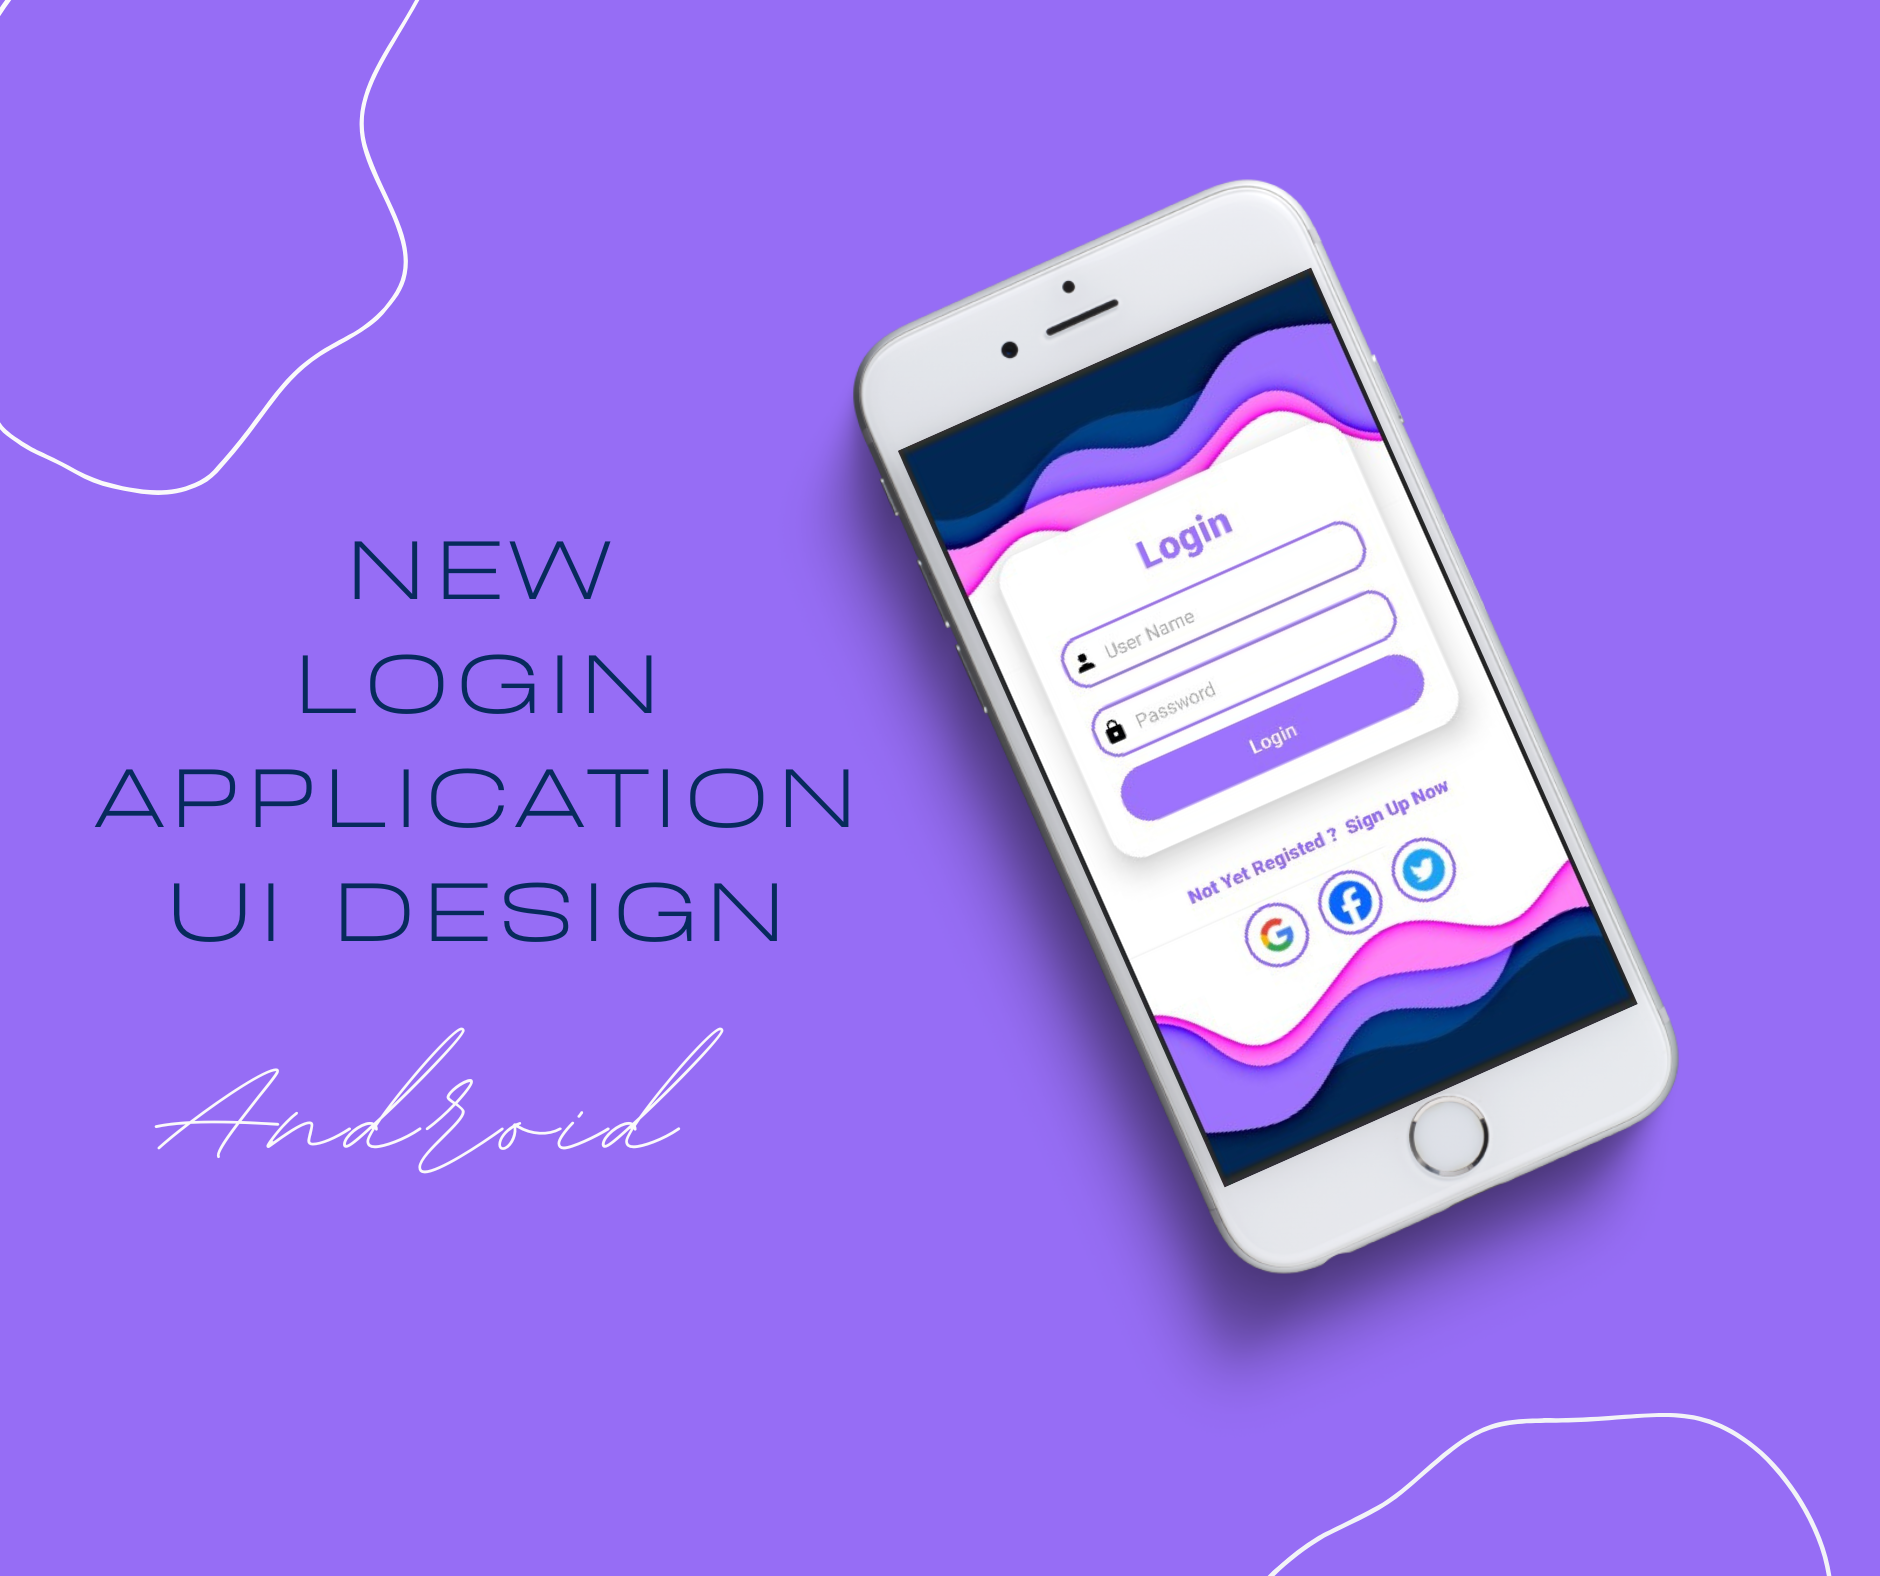 NEW
LOGIN
APPLICATION
UI DESIGN
Android
Login
User Name
Password
Login
Not Yet Registed ? Sign Up Now